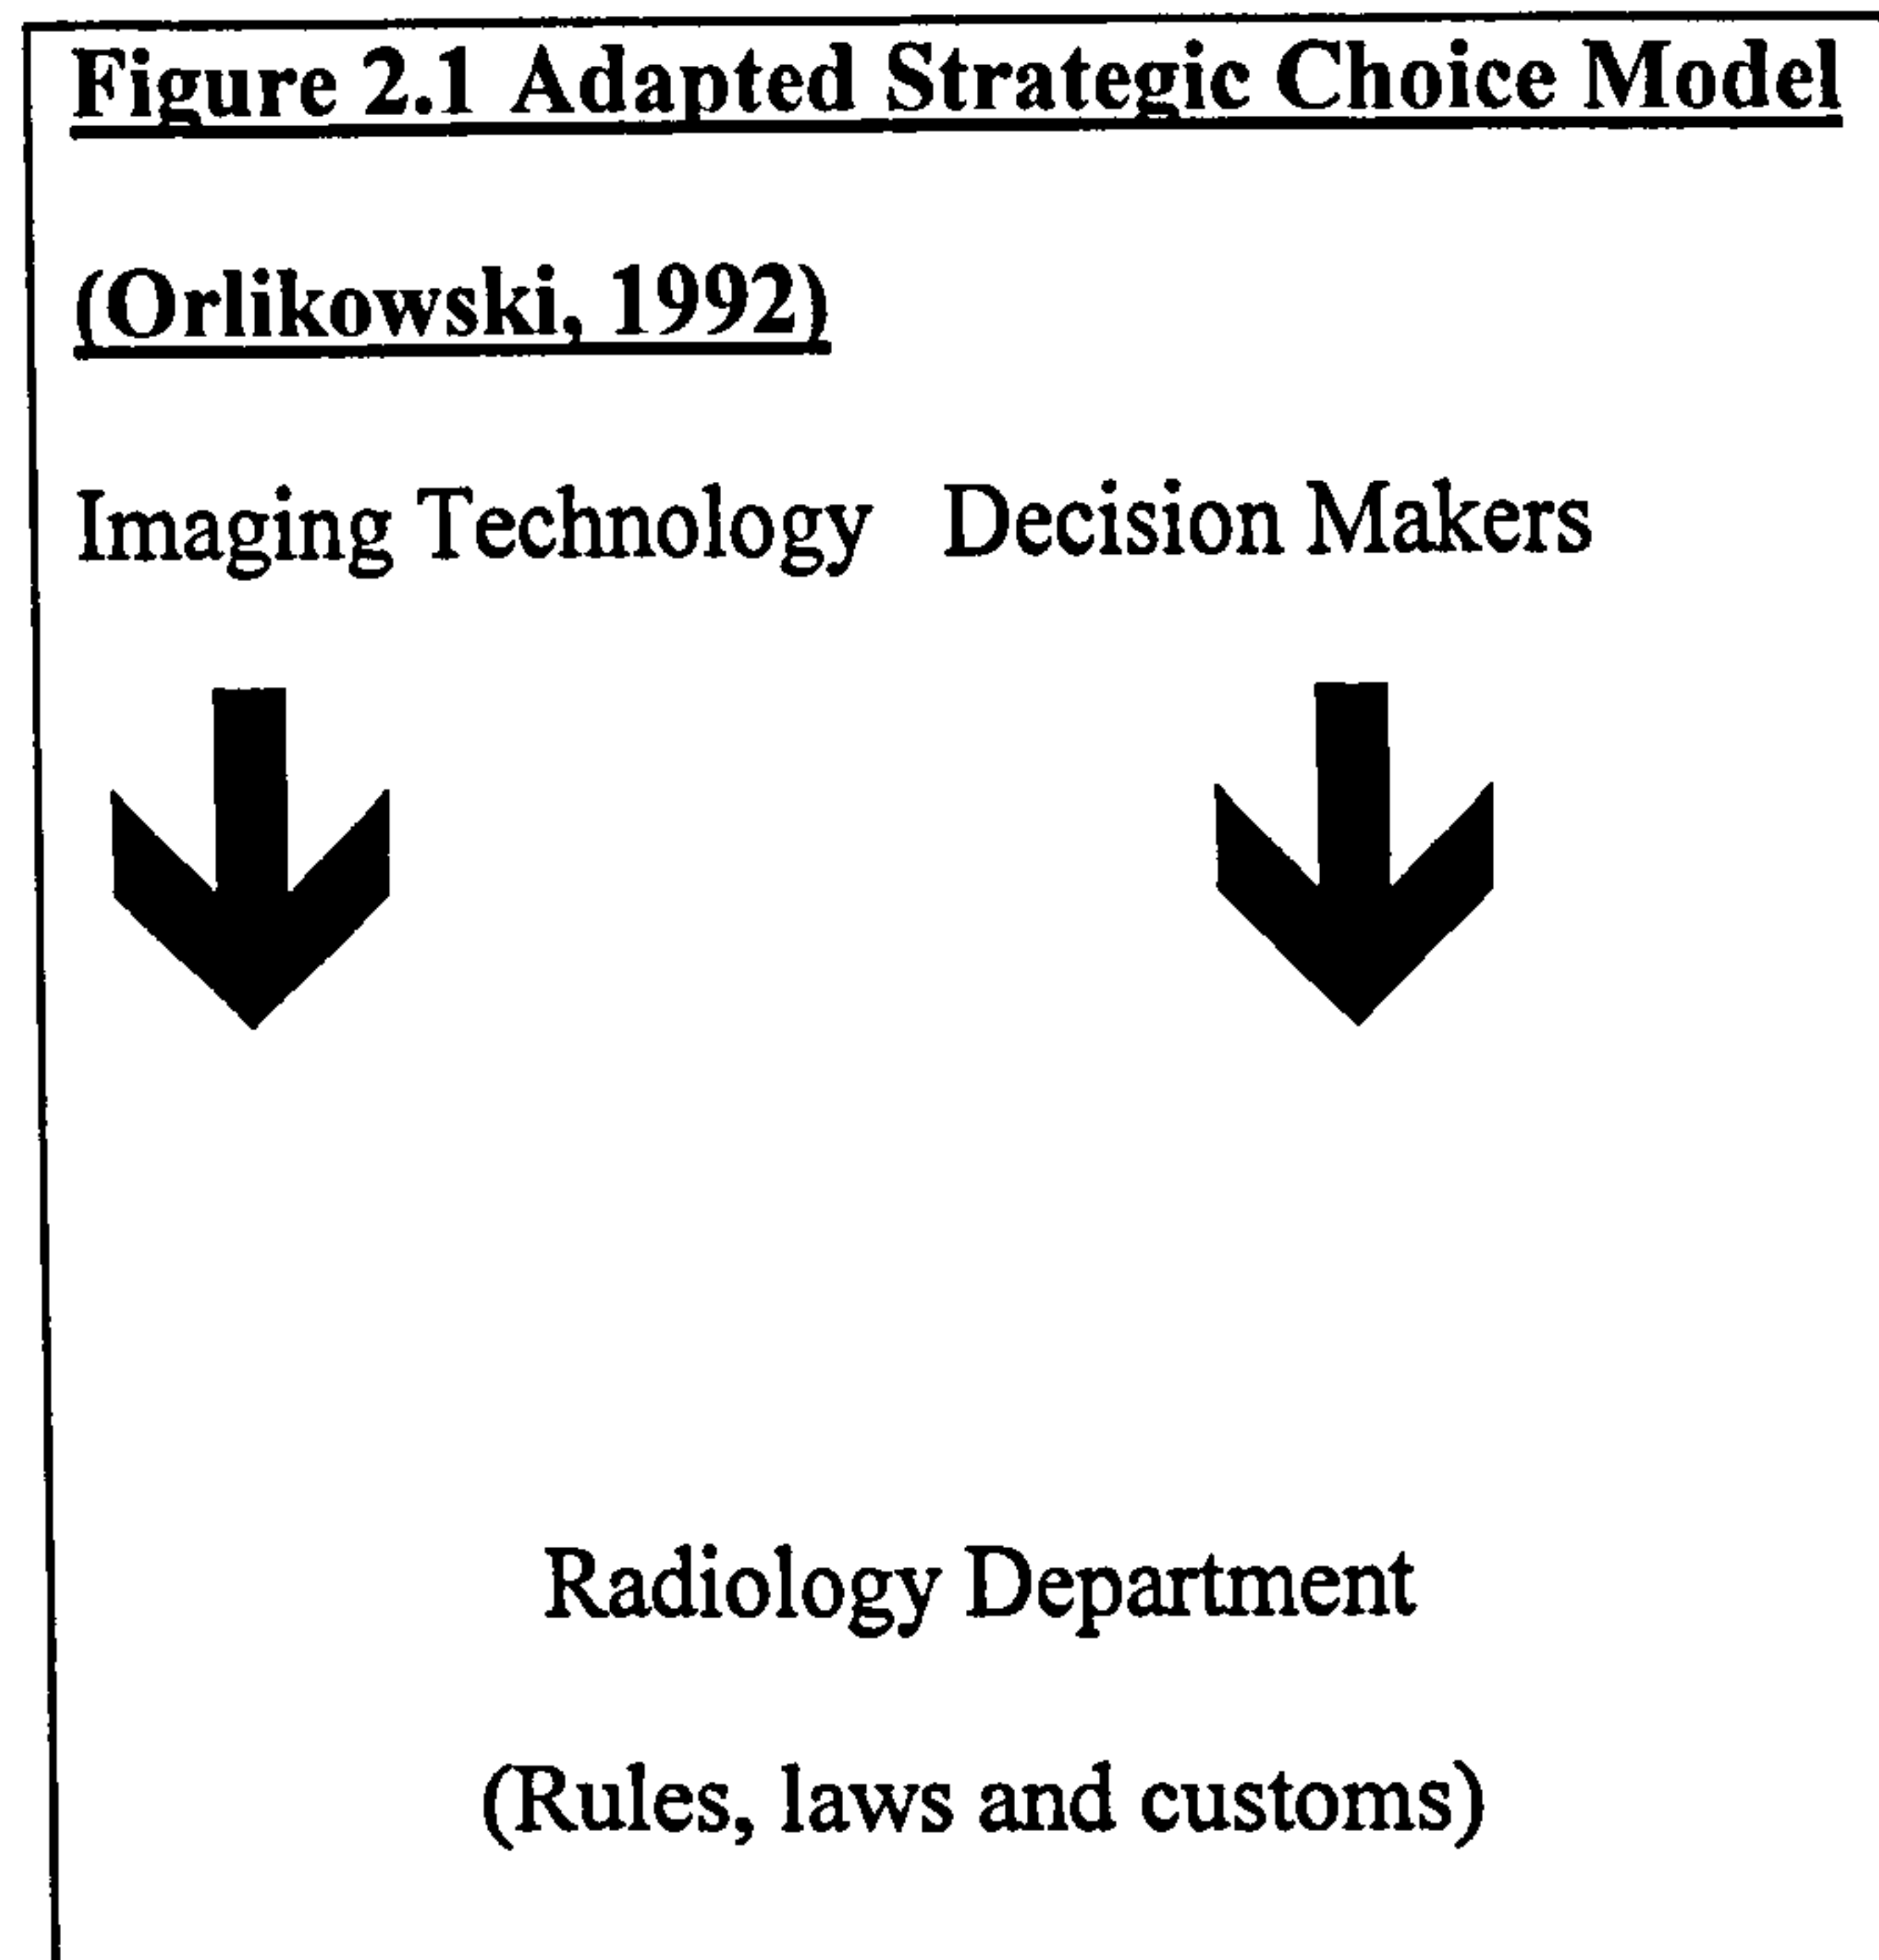 Figure 2.1 Adapted Strategic Choice Model
(Orlikowski, 1992)
Imaging Technology Decision Makers
Radiology Department
(Rules, laws and customs)